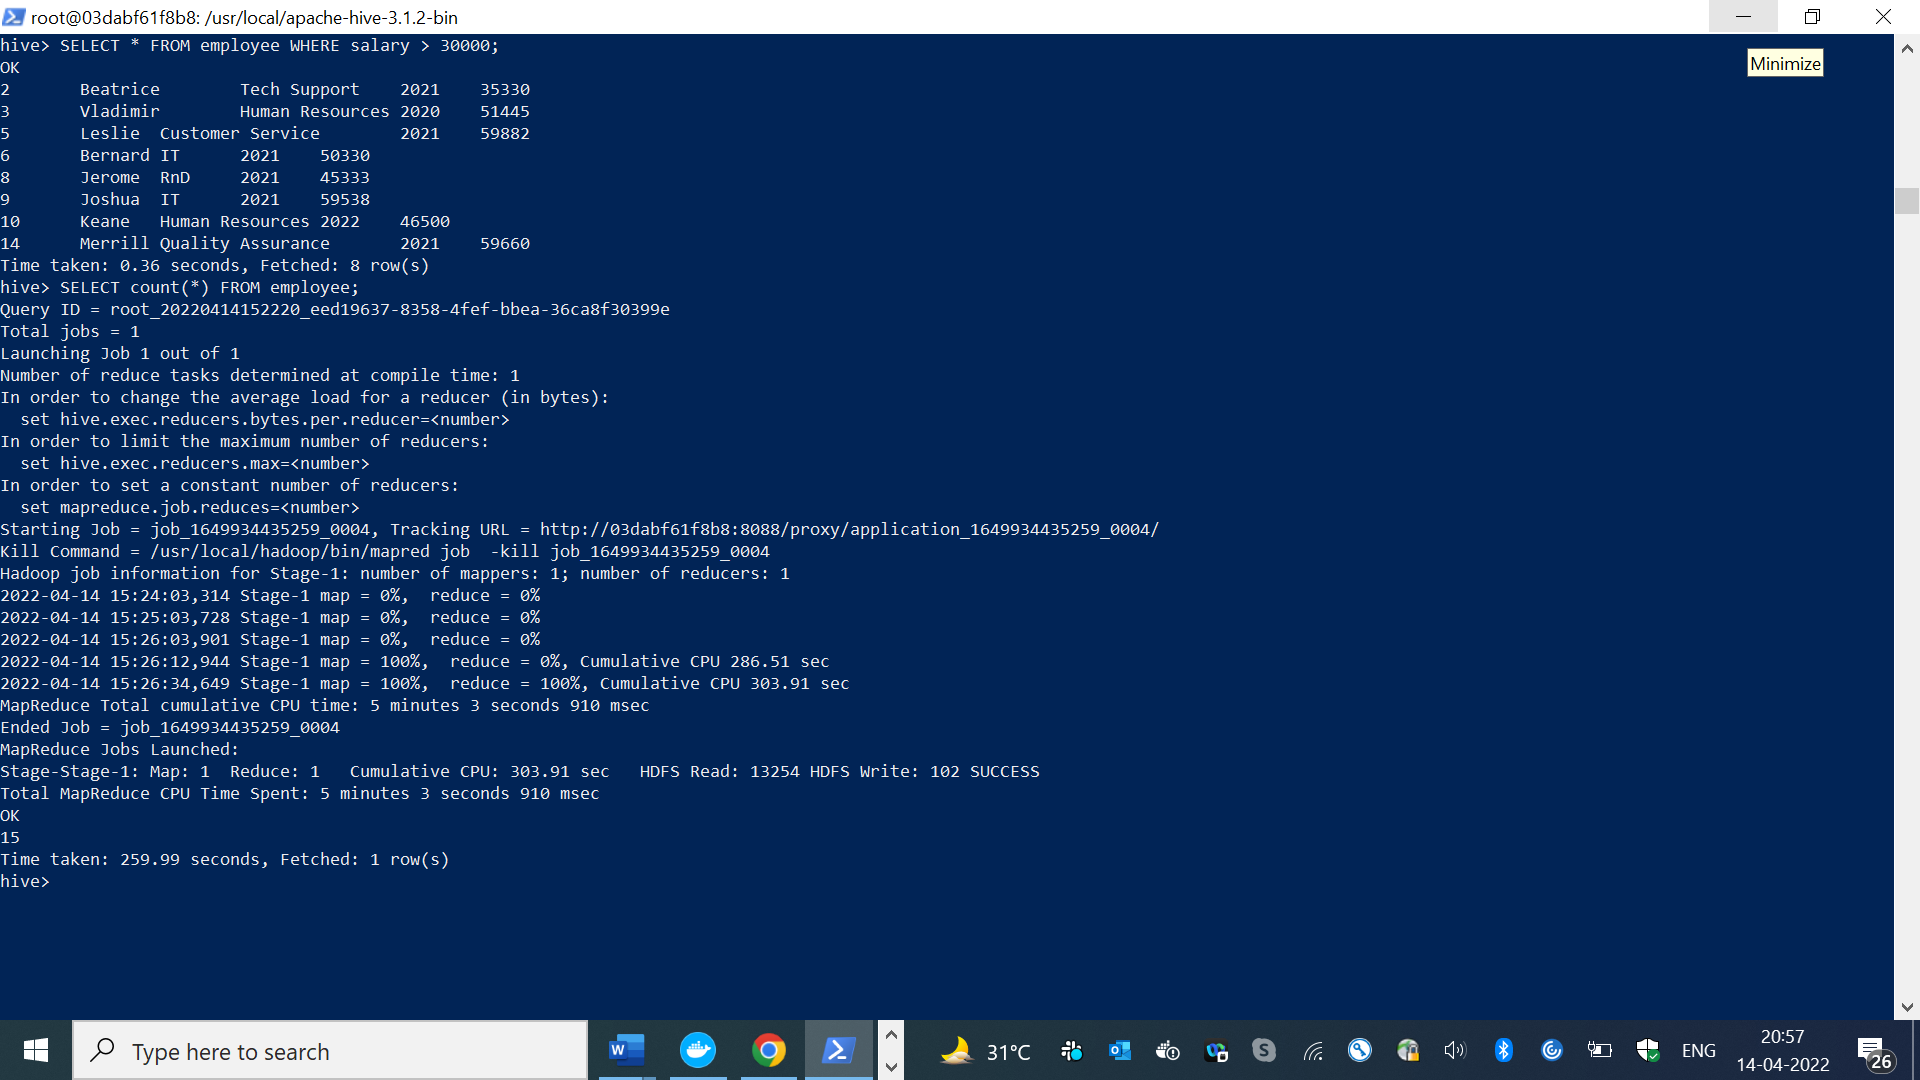 root@03dabf61f8b8: /usr/local/apache-hive-3.1.2-bin
hive> SELECT * FROM employee WHERE salary > 30000;
Minimize
OK
2       Beatrice        Tech Support    2021    35330
3       Vladimir        Human Resources 2020    51445
5       Leslie  Customer Service        2021    59882
6       Bernard IT      2021    50330
8       Jerome  RnD     2021    45333
9       Joshua  IT      2021    59538
10      Keane   Human Resources 2022    46500
14      Merrill Quality Assurance       2021    59660
Time taken: 0.36 seconds, Fetched: 8 row(s)
hive> SELECT count(*) FROM employee;
Query ID = root_20220414152220_eed19637-8358-4fef-bbea-36ca8f30399e
Total jobs = 1
Launching Job 1 out of 1
Number of reduce tasks determined at compile time: 1
In order to change the average load for a reducer (in bytes):
  set hive.exec.reducers.bytes.per.reducer=<number>
In order to limit the maximum number of reducers:
  set hive.exec.reducers.max=<number>
In order to set a constant number of reducers:
  set mapreduce.job.reduces=<number>
Starting Job = job_1649934435259_0004, Tracking URL = http://03dabf61f8b8:8088/proxy/application_1649934435259_0004/
Kill Command = /usr/local/hadoop/bin/mapred job  -kill job_1649934435259_0004
Hadoop job information for Stage-1: number of mappers: 1; number of reducers: 1
2022-04-14 15:24:03,314 Stage-1 map = 0%,  reduce = 0%
2022-04-14 15:25:03,728 Stage-1 map = 0%,  reduce = 0%
2022-04-14 15:26:03,901 Stage-1 map = 0%,  reduce = 0%
2022-04-14 15:26:12,944 Stage-1 map = 100%,  reduce = 0%, Cumulative CPU 286.51 sec
2022-04-14 15:26:34,649 Stage-1 map = 100%,  reduce = 100%, Cumulative CPU 303.91 sec
MapReduce Total cumulative CPU time: 5 minutes 3 seconds 910 msec
Ended Job = job_1649934435259_0004
MapReduce Jobs Launched:
Stage-Stage-1: Map: 1  Reduce: 1   Cumulative CPU: 303.91 sec   HDFS Read: 13254 HDFS Write: 102 SUCCESS
Total MapReduce CPU Time Spent: 5 minutes 3 seconds 910 msec
OK
15
Time taken: 259.99 seconds, Fetched: 1 row(s)
hive>
Type here to search
31°C
ENG
20:57
14-04-2022
26